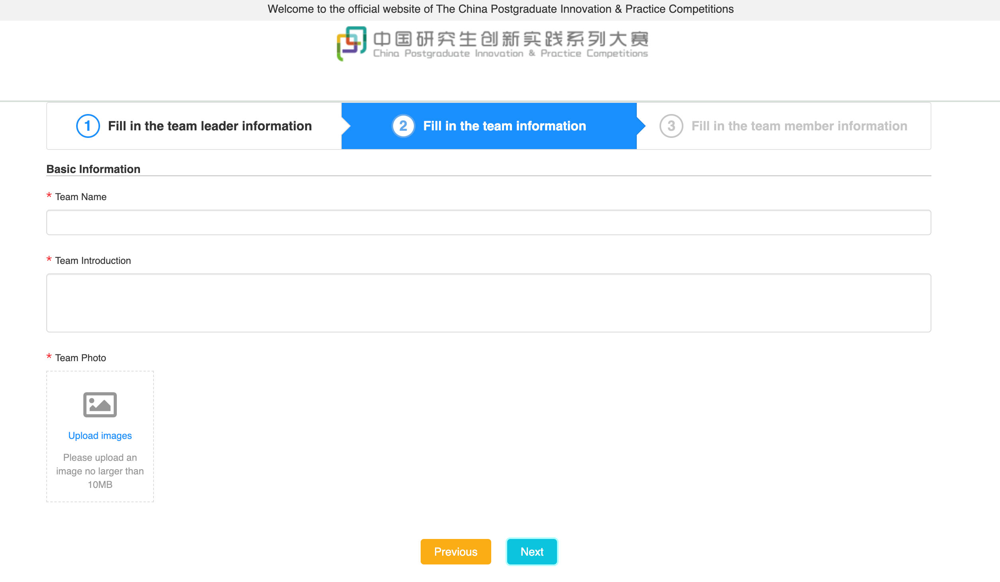 Welcome to the official website of The China Postgraduate Innovation & Practice Competitions
中国研究生创新实践系列大赛
China Postgraduate Innovation & Practice Competitions
1 Fill in the team leader information
2 Fill in the team information
3 Fill in the team member information
Basic Information
* Team Name
* Team Introduction
* Team Photo
Upload images
Please upload an
image no larger than
10MB
Previous
Next